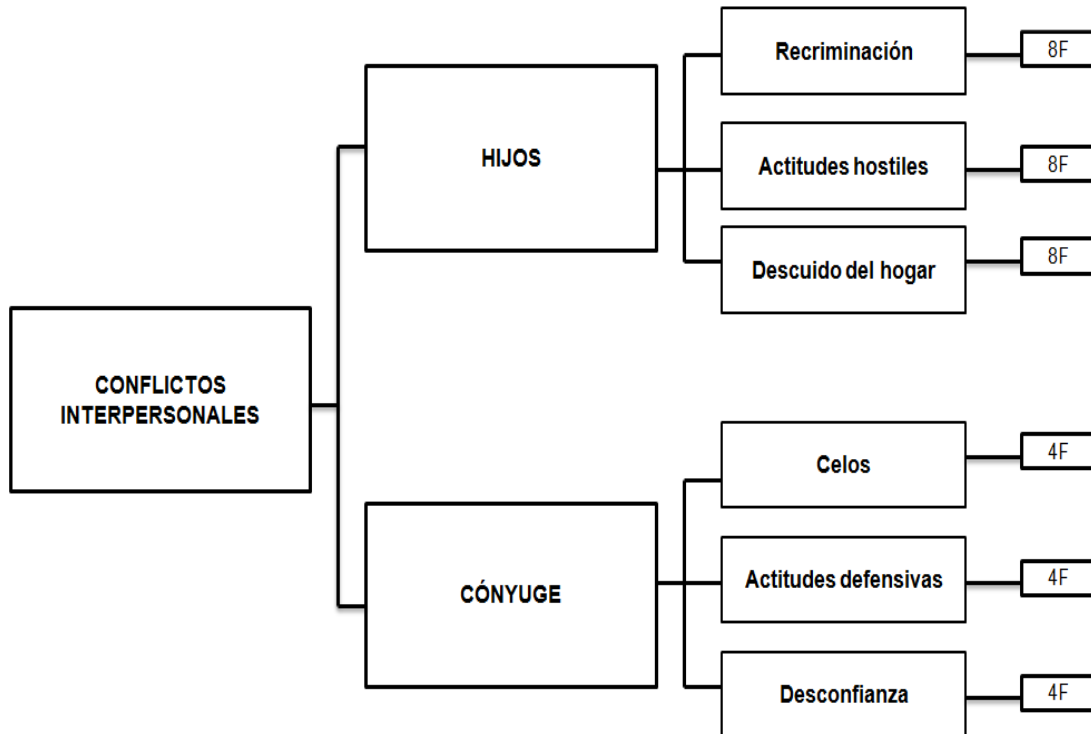 Recriminación
8F
HIJOS
Actitudes hostiles
8F
Descuido del hogar
8F
CONFLICTOS
INTERPERSONALES
Celos
4F
CÓNYUGE
Actitudes defensivas
4F
Desconfianza
4F